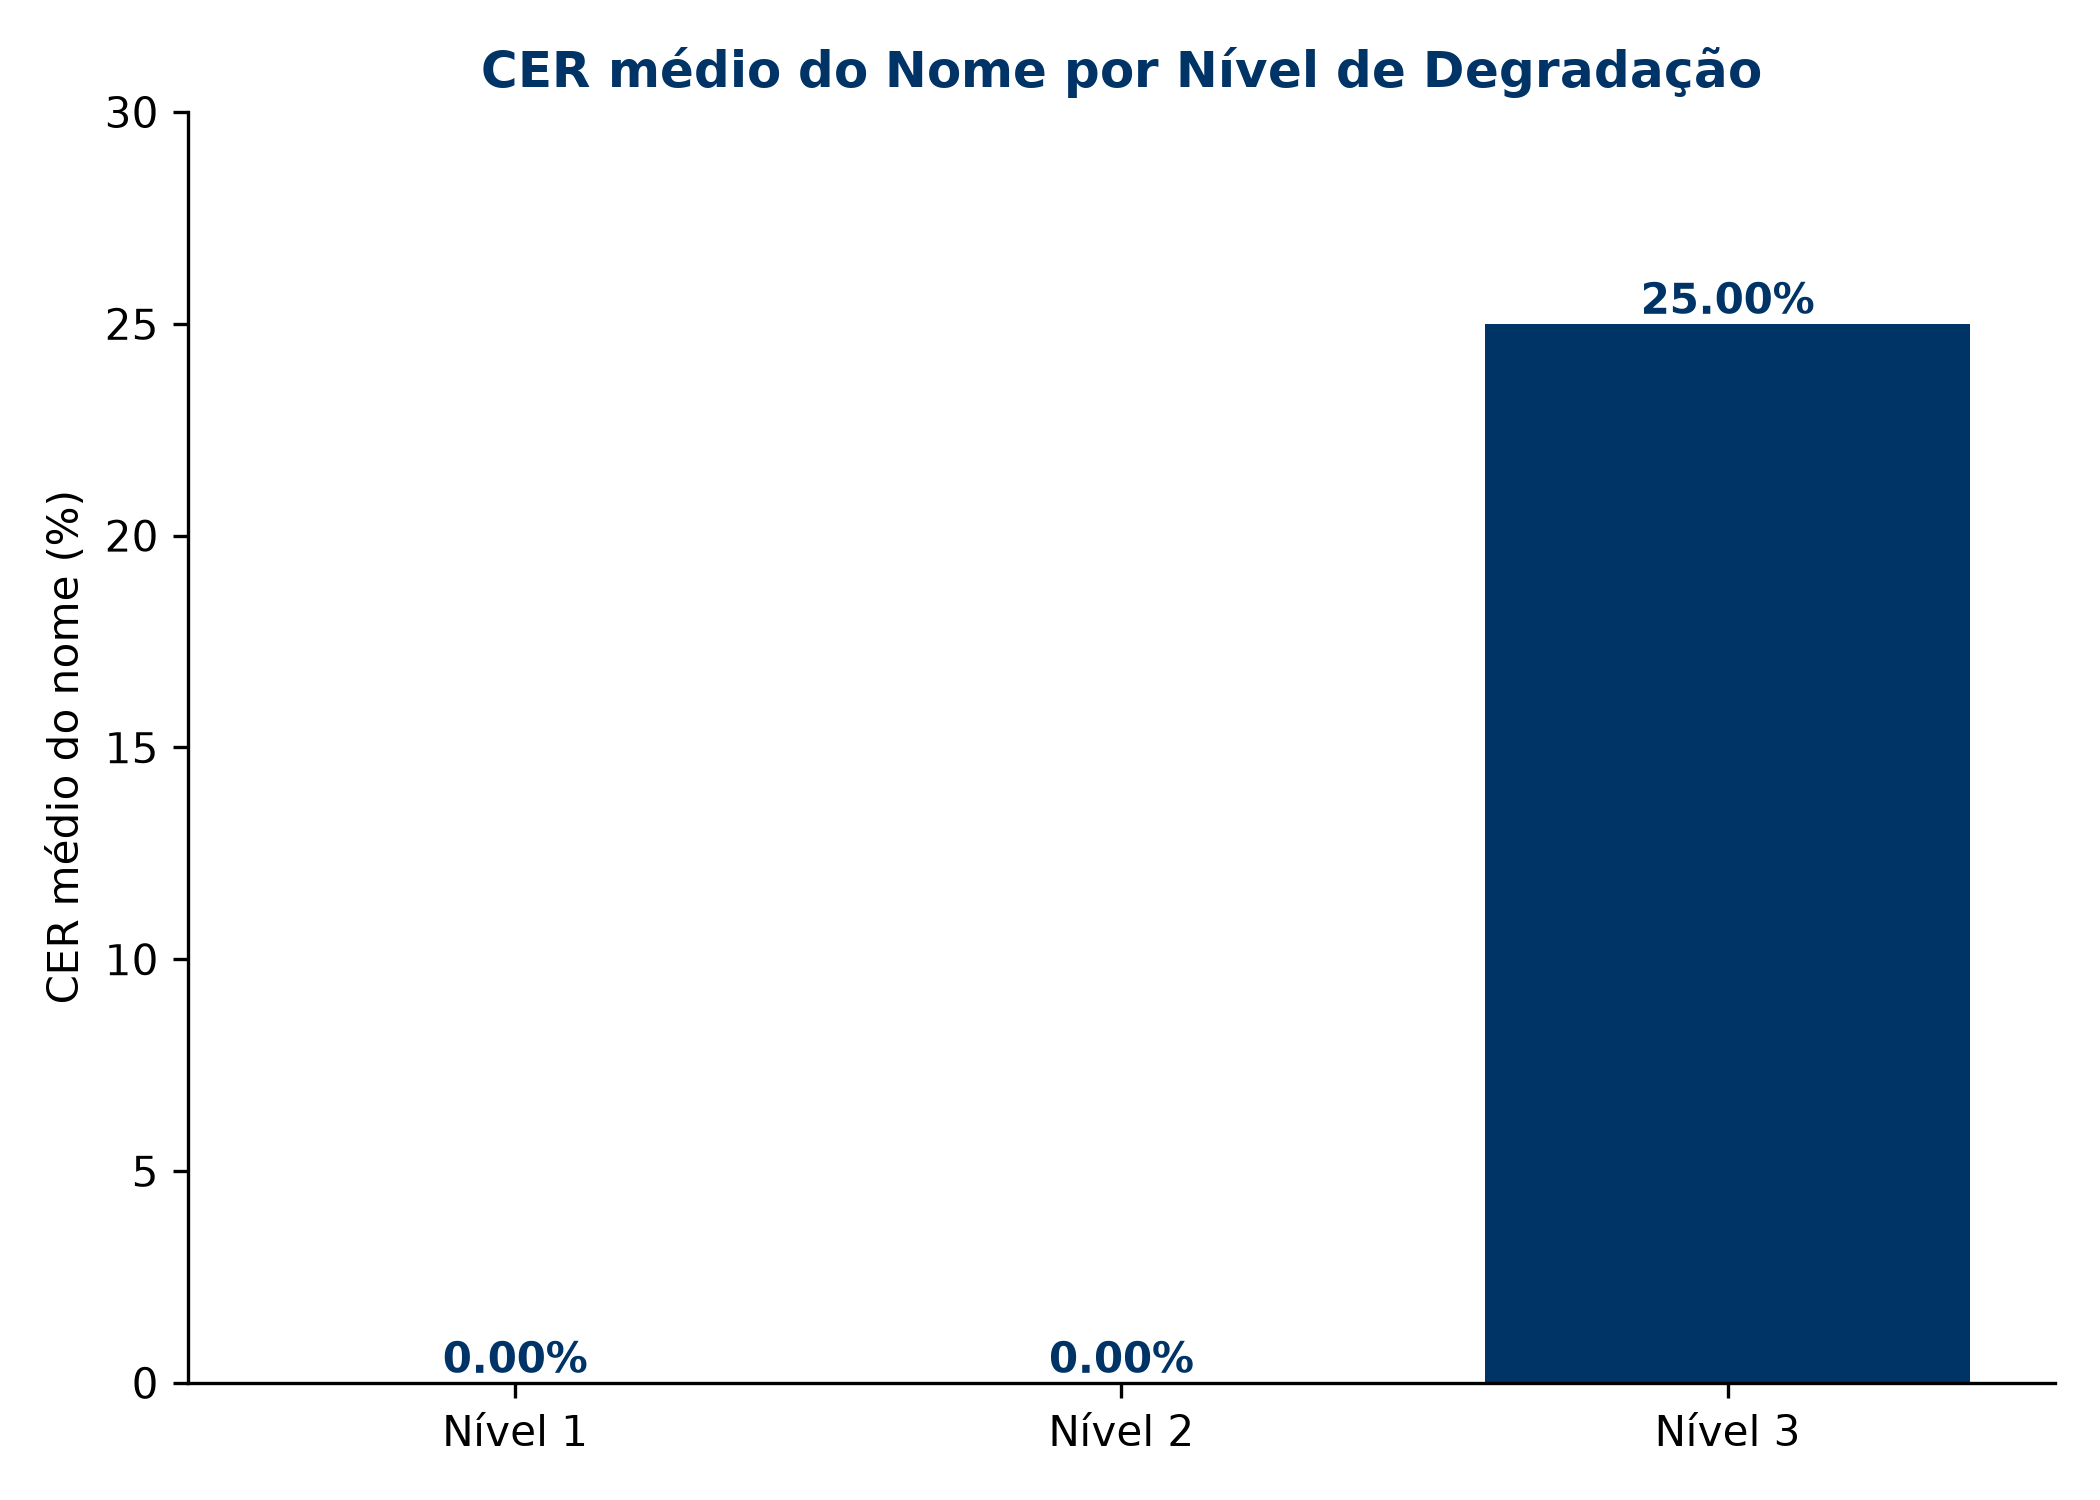 CER médio do Nome por Nível de Degradação
CER médio do nome (%)
30
25
20
15
10
5
0
0.00%
0.00%
25.00%
Nível 1
Nível 2
Nível 3